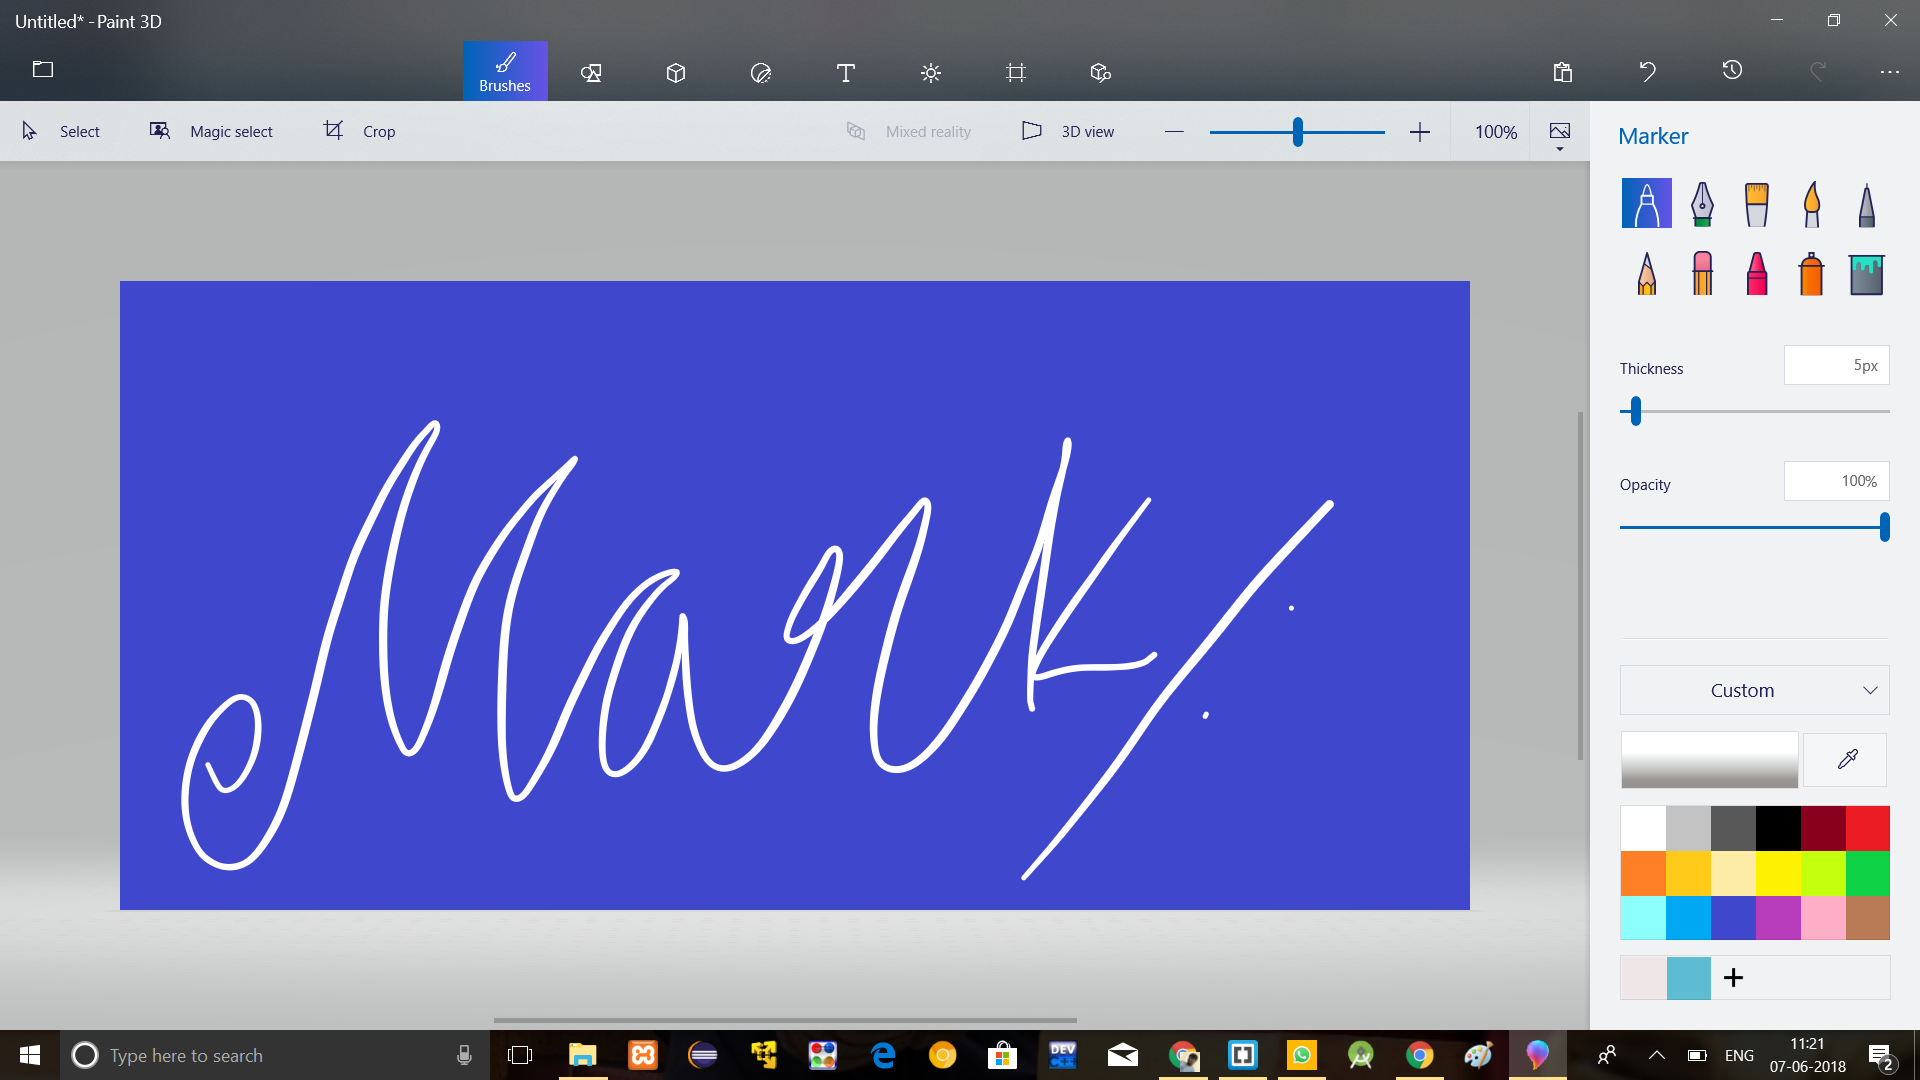 Untitled* - Paint 3D
Brushes
Select Magic select Crop Mixed reality 3D view 100%
Marker
Thickness 5px
Opacity 100%
Custom
Mark
Type here to search
DEV C++
ENG
11:21
07-06-2018
2